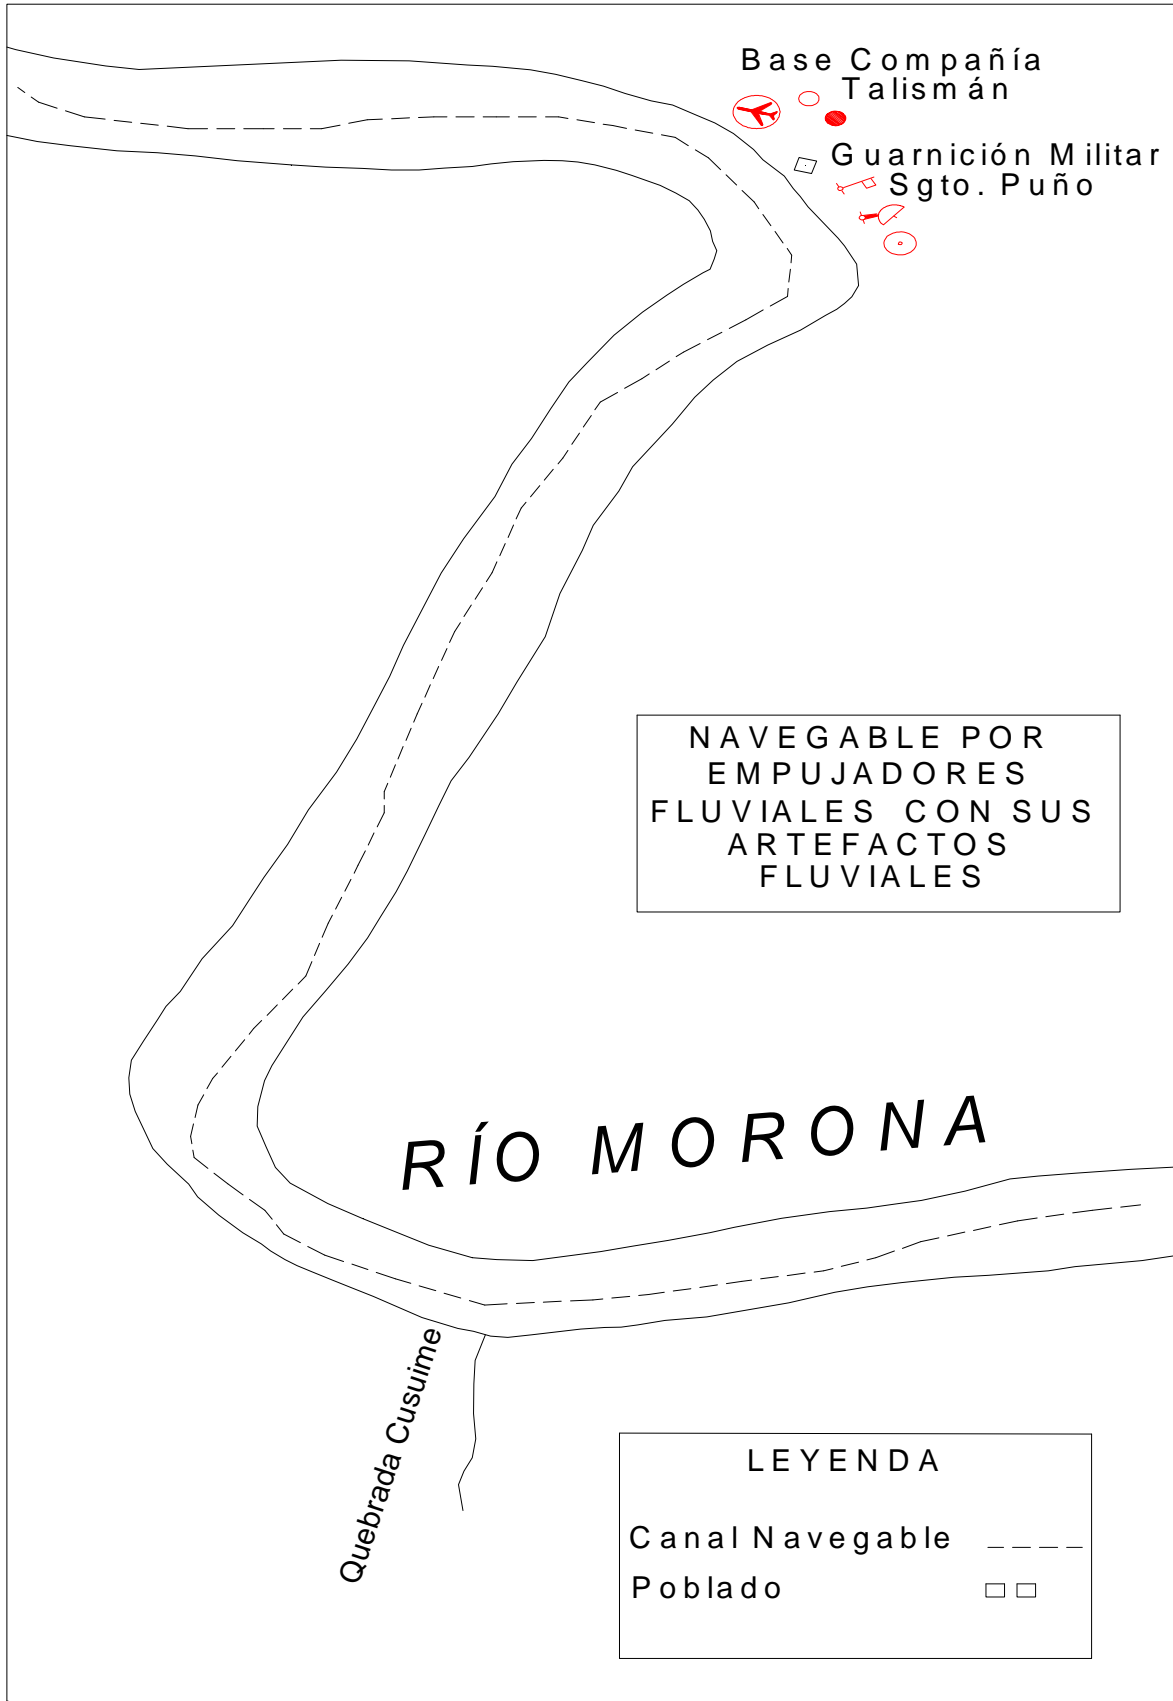 Base Compañía
Talismán
Guarnición Militar
Sgto. Puño
NAVEGABLE POR
EMPUJADORES
FLUVIALES CON SUS
ARTEFACTOS
FLUVIALES
RÍO MORONA
Quebrada Cusuime
LEYENDA
Canal Navegable
Poblado